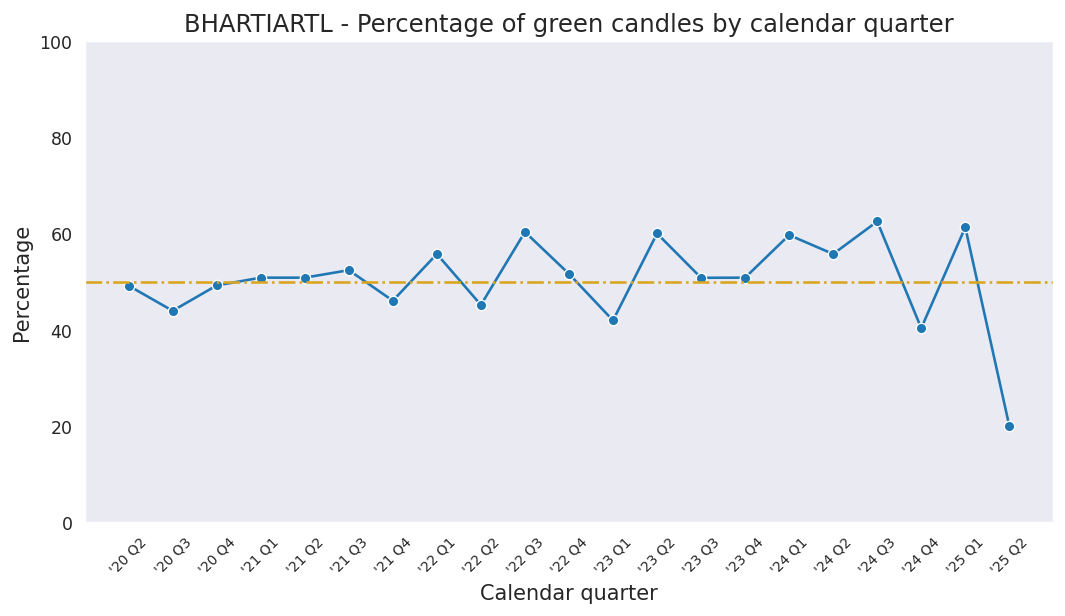 BHARTIARTL - Percentage of green candles by calendar quarter
100
80
60
40
20
0
Percentage
'20 Q2
'20 Q3
'20 Q4
'21 Q1
'21 Q2
'21 Q3
'21 Q4
'22 Q1
'22 Q2
'22 Q3
'22 Q4
'23 Q1
'23 Q2
'23 Q3
'23 Q4
'24 Q1
'24 Q2
'24 Q3
'24 Q4
'25 Q1
'25 Q2
Calendar quarter